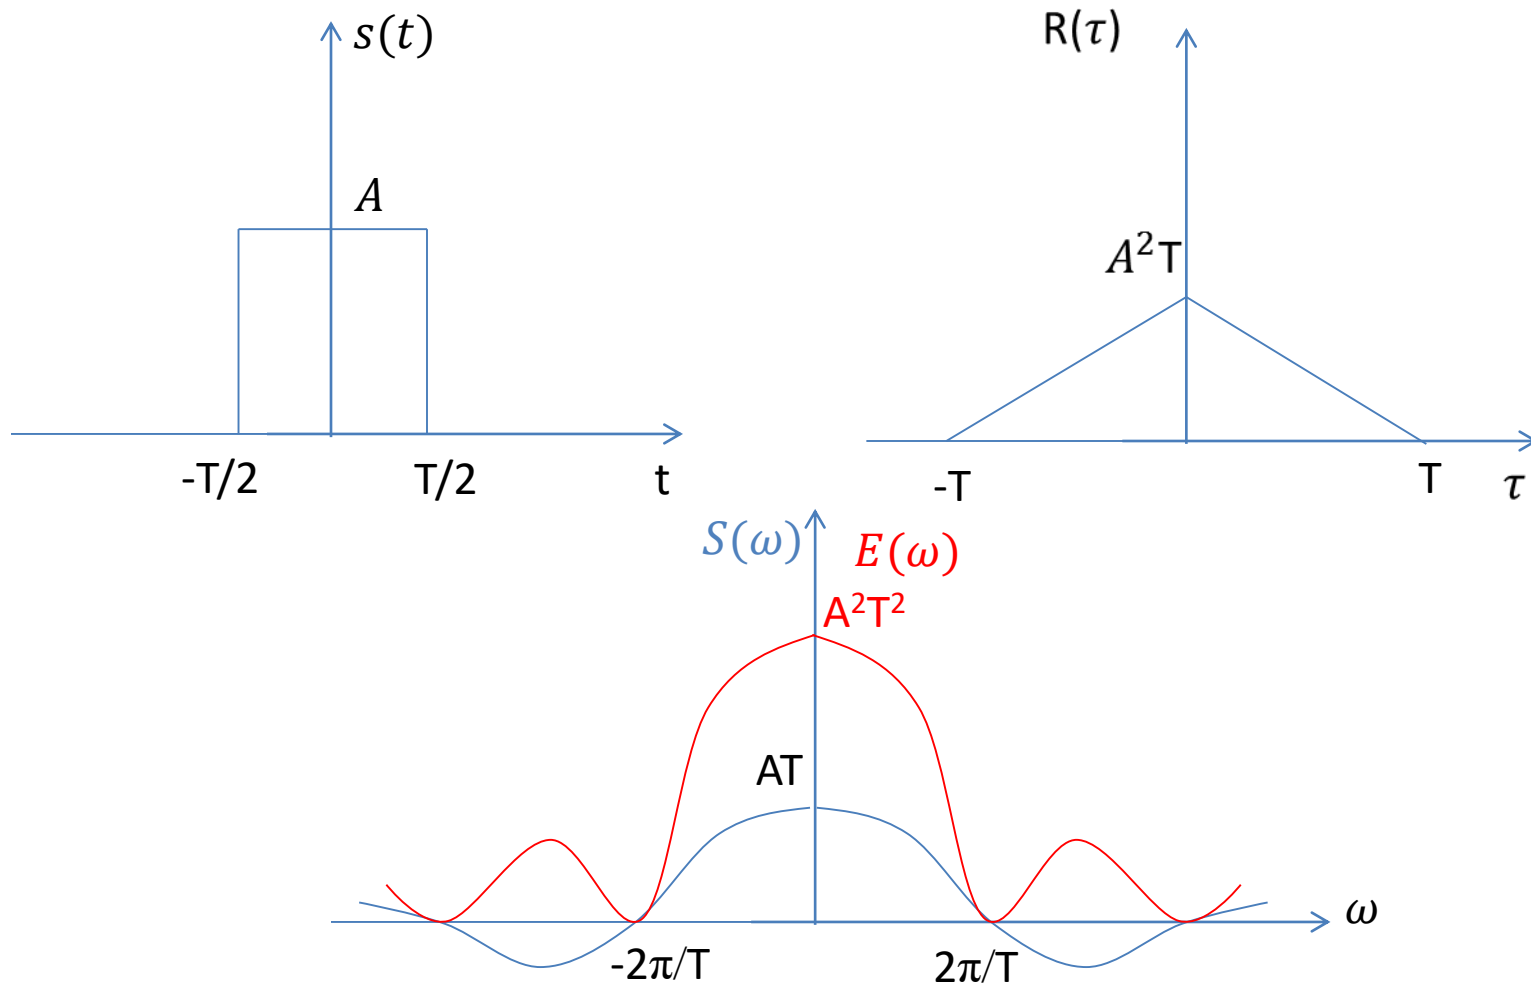 s(t)
A
-T/2
T/2
t
R(τ)
A²T
-T
T
τ
S(ω)
E(ω)
A²T²
AT
-2π/T
2π/T
ω